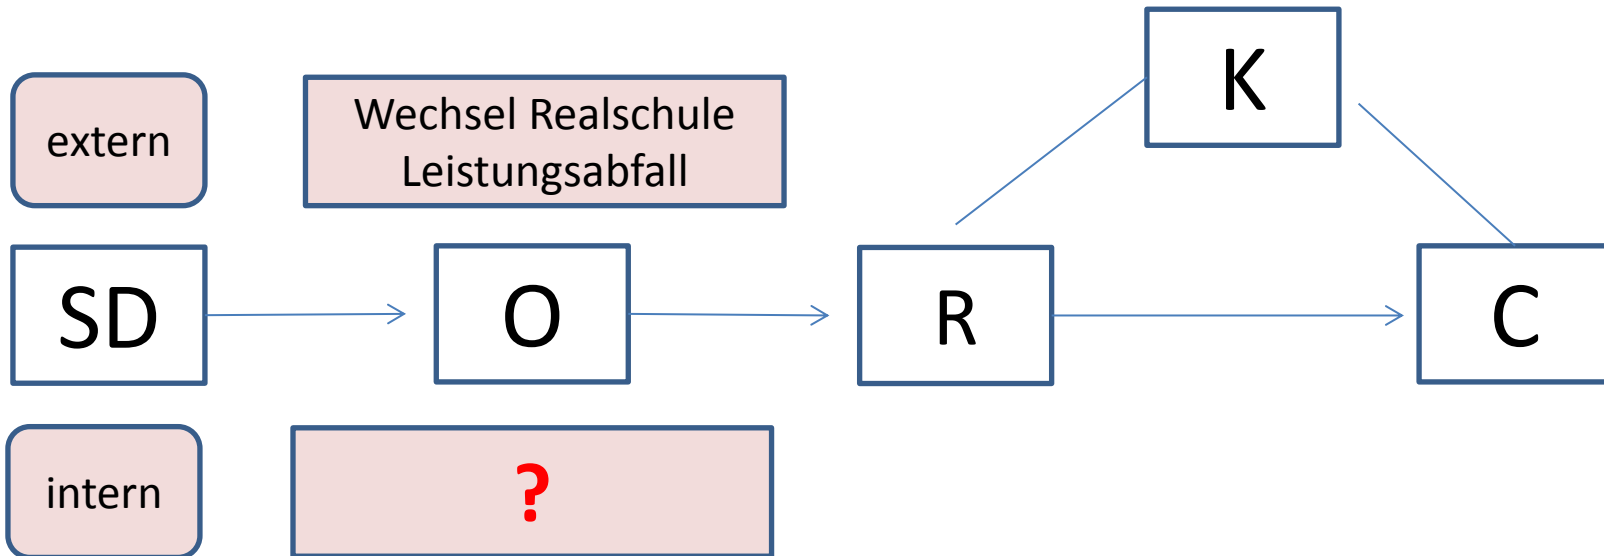 K
extern
Wechsel Realschule
Leistungsabfall
SD
O
R
C
intern
?